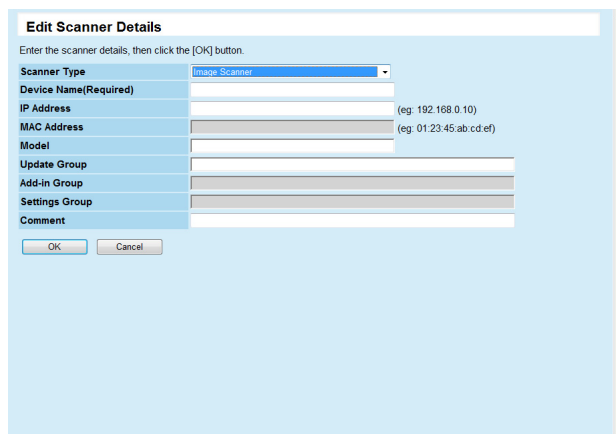 Edit Scanner Details
Enter the scanner details, then click the [OK] button.
Scanner Type Image Scanner
Device Name(Required)
IP Address (eg: 192.168.0.10)
MAC Address (eg: 01:23:45:ab:cd:ef)
Model
Update Group
Add-in Group
Settings Group
Comment
OK Cancel